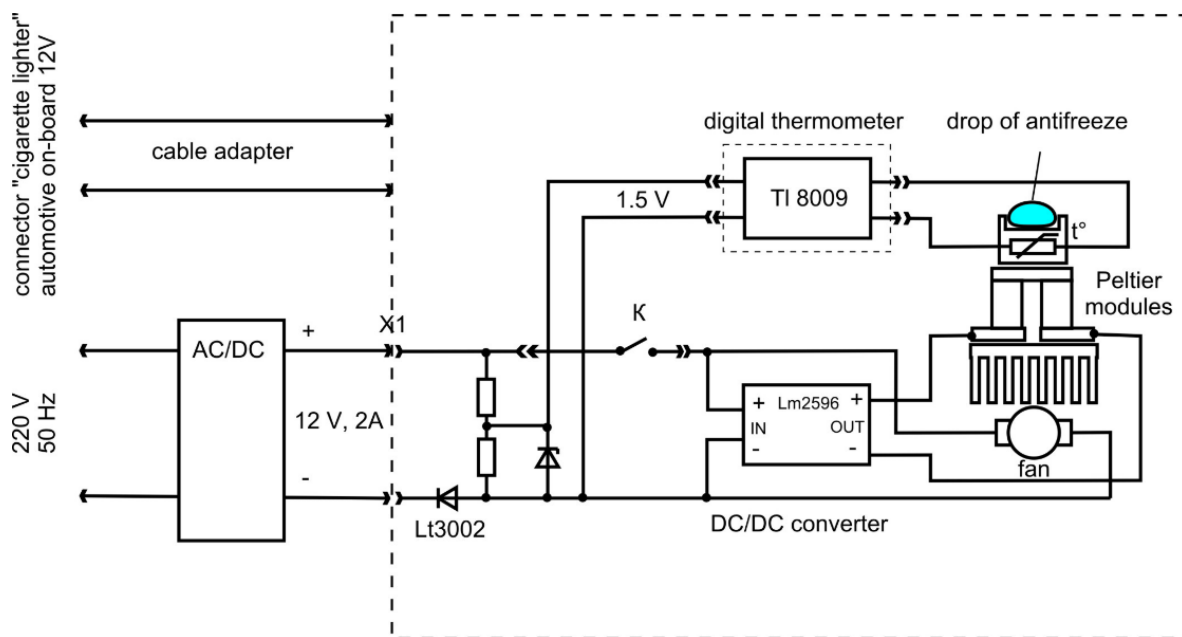 connector "cigarette lighter"
automotive on-board 12V
cable adapter
220 V
50 Hz
AC/DC
+
-
12 V, 2A
X1
Lt3002
1.5 V
digital thermometer
TI 8009
drop of antifreeze
t°
Peltier
modules
К
+ Lm2596 +
IN OUT
- -
fan
DC/DC converter